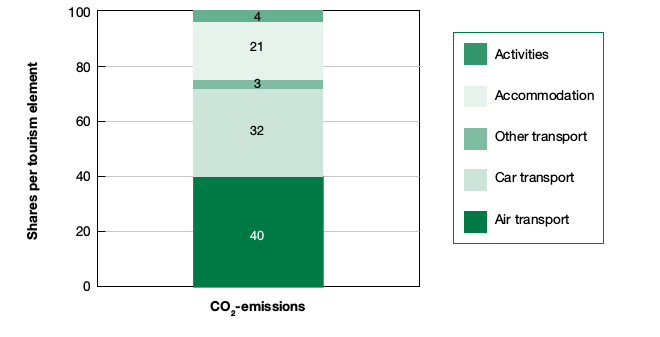 100
80
60
40
20
0
Shares per tourism element
4
21
3
32
40
CO₂-emissions
Activities
Accommodation
Other transport
Car transport
Air transport